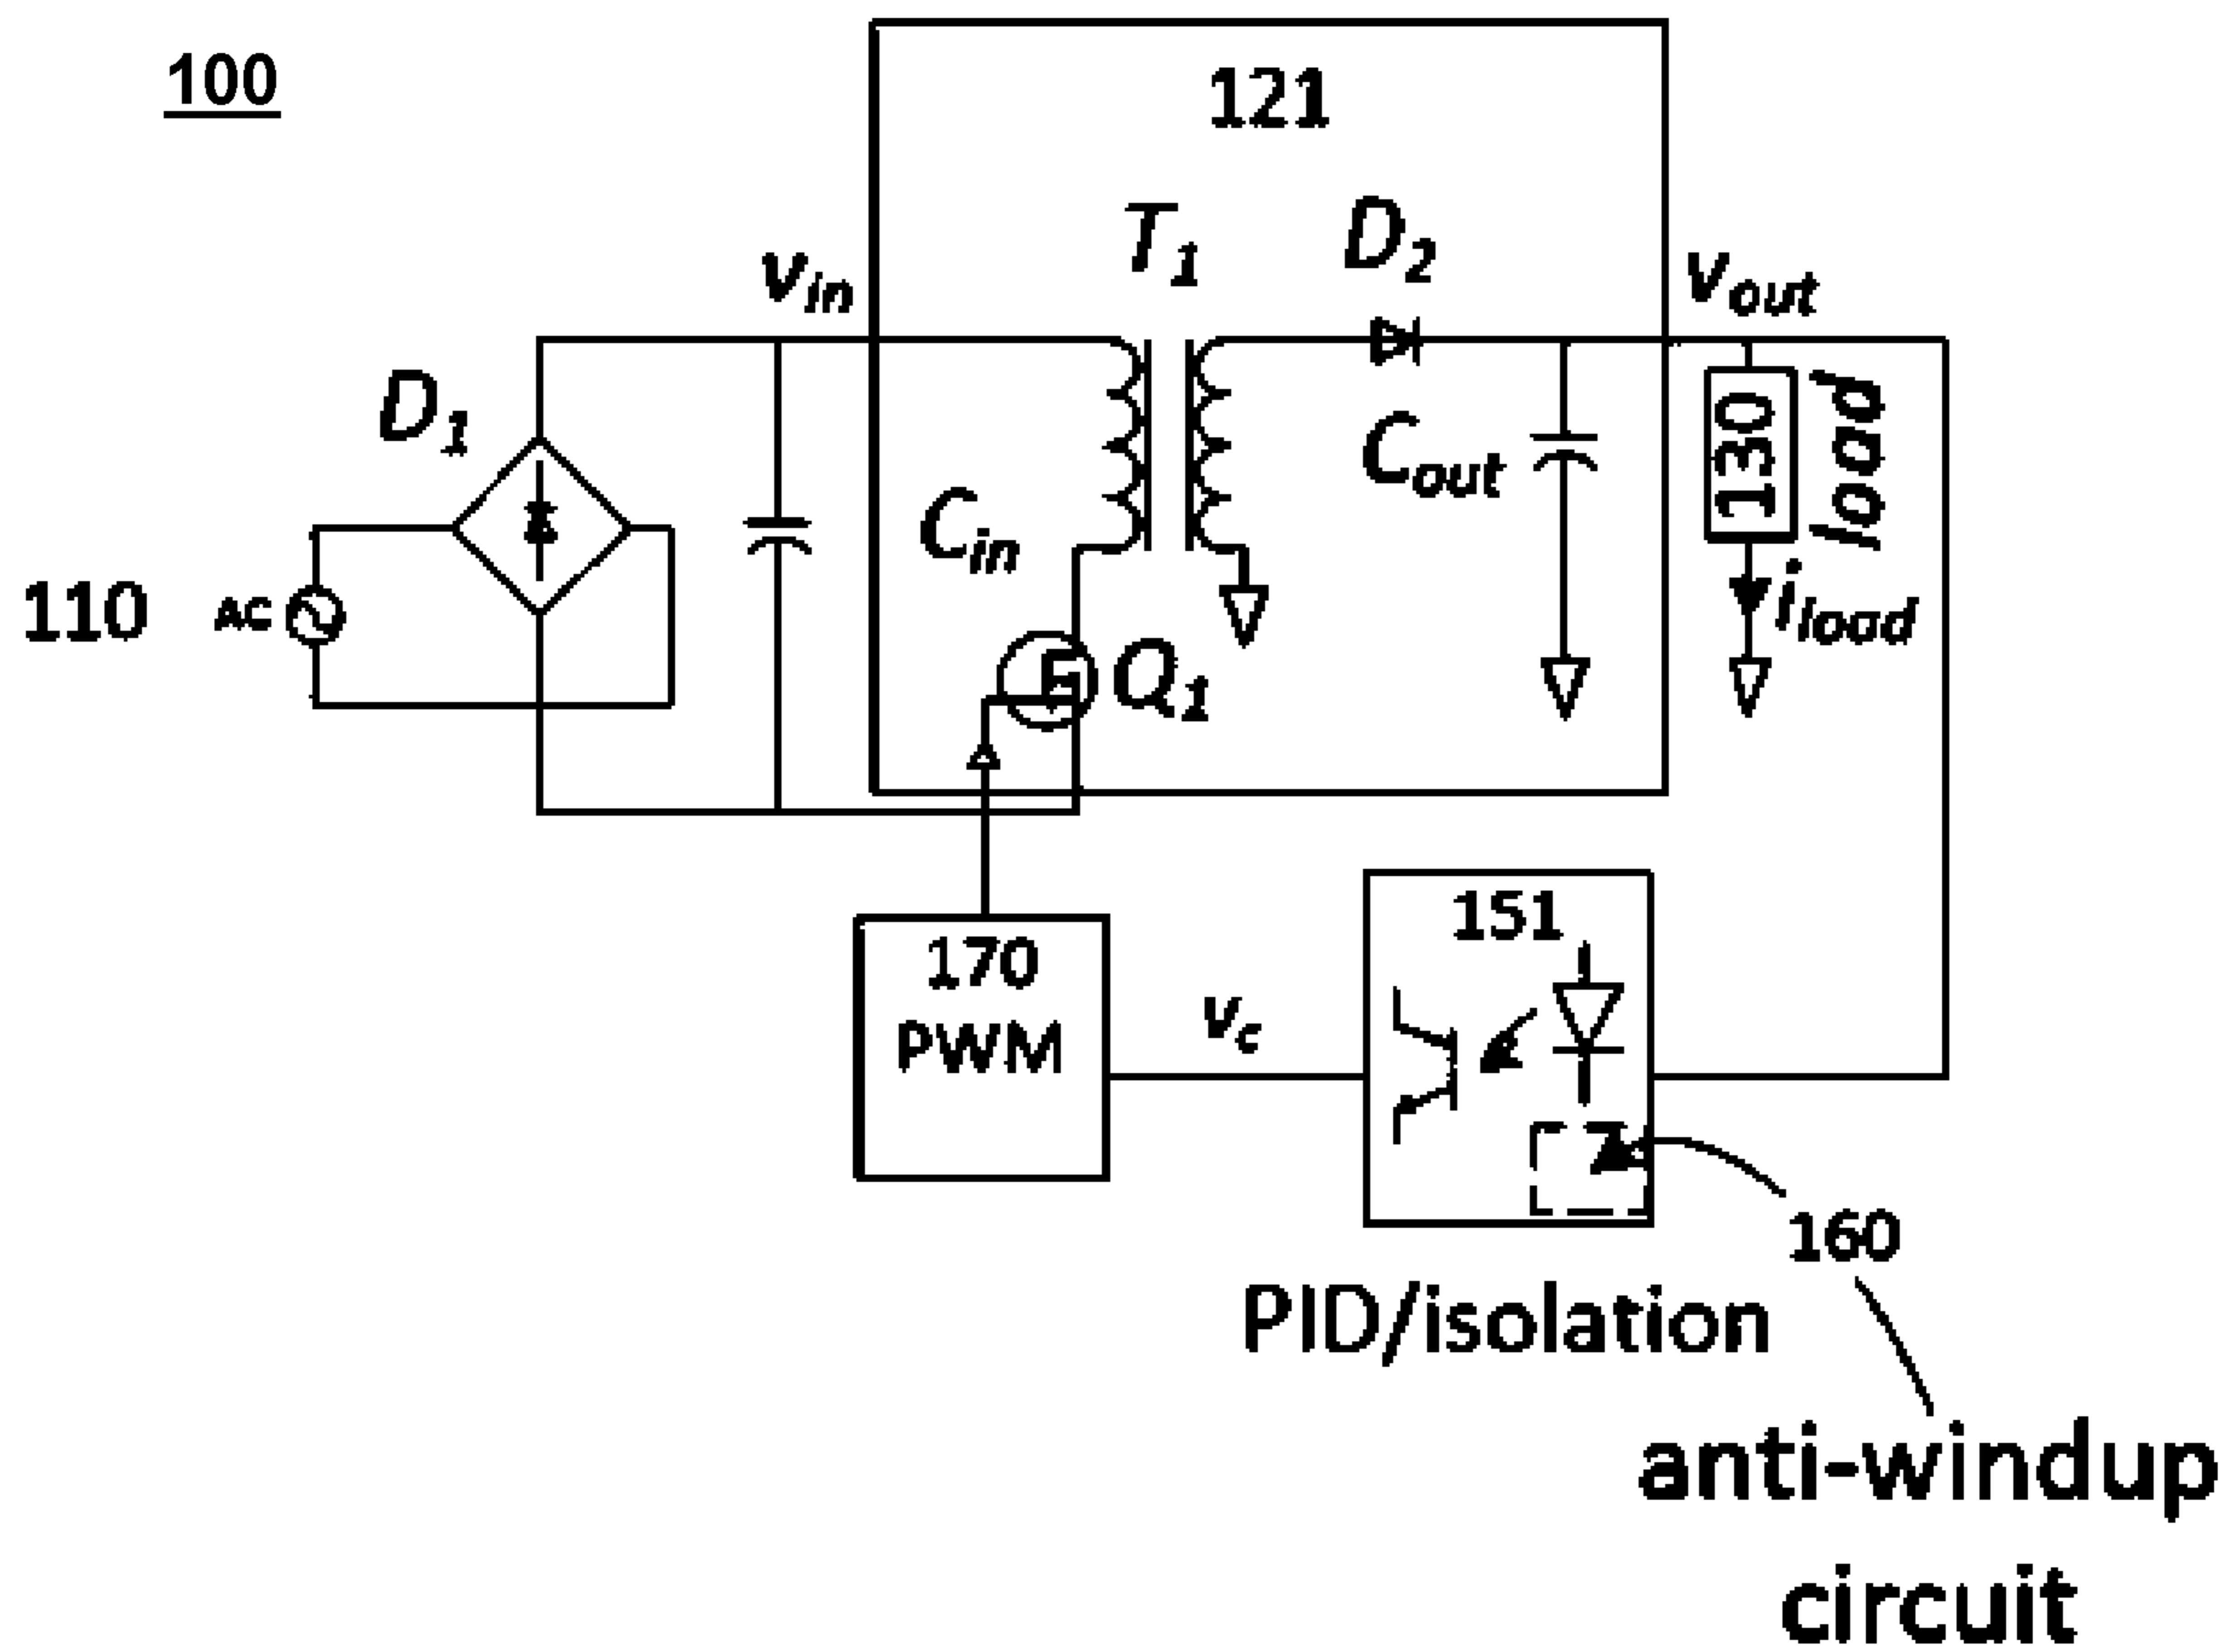 100
121
T1
D2
vin
vout
D1
130
load
Cout
Cin
110
AC
iload
Q1
170
PWM
vc
151
160
PID/isolation
anti-windup
circuit